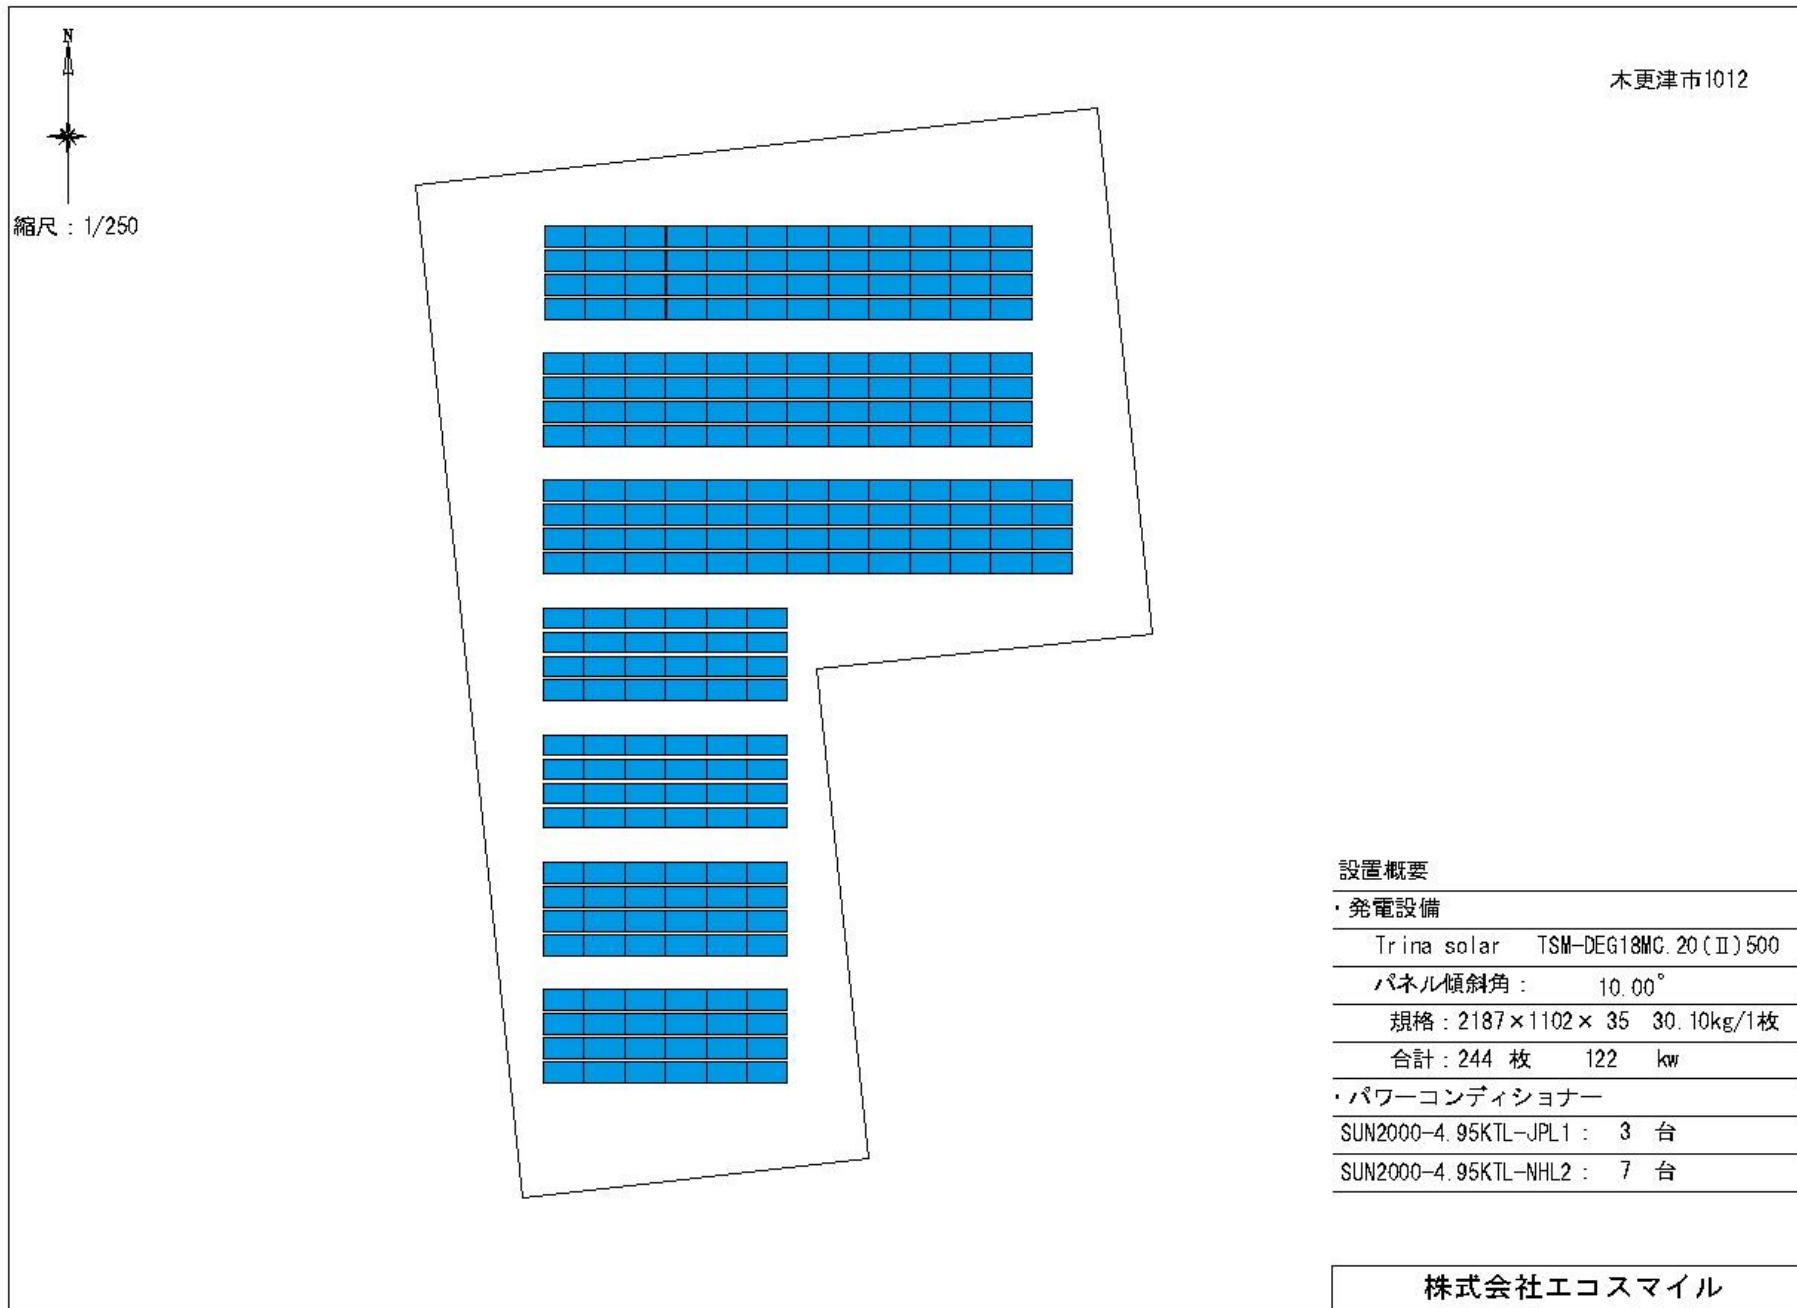 N
木更津市1012
縮尺：1/250
設置概要
・発電設備
Trina solar TSM-DEG18MC.20(Ⅱ)500
パネル傾斜角： 10.00°
規格：2187×1102× 35 30.10kg/1枚
合計：244 枚 122 kw
・パワーコンディショナー
SUN2000-4.95KTL-JPL1： 3 台
SUN2000-4.95KTL-NHL2： 7 台
株式会社エコスマイル